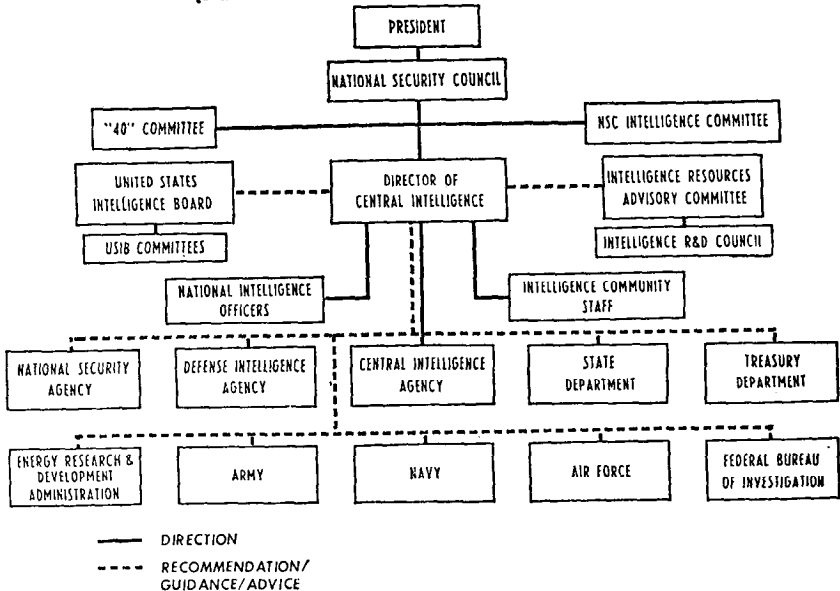 PRESIDENT
NATIONAL SECURITY COUNCIL
"40" COMMITTEE
NSC INTELLIGENCE COMMITTEE
UNITED STATES
INTELLIGENCE BOARD
DIRECTOR OF
CENTRAL INTELLIGENCE
INTELLIGENCE RESOURCES
ADVISORY COMMITTEE
USIB COMMITTEES
INTELLIGENCE R&D COUNCIL
NATIONAL INTELLIGENCE
OFFICERS
INTELLIGENCE COMMUNITY
STAFF
NATIONAL SECURITY
AGENCY
DEFENSE INTELLIGENCE
AGENCY
CENTRAL INTELLIGENCE
AGENCY
STATE
DEPARTMENT
TREASURY
DEPARTMENT
ENERGY RESEARCH &
DEVELOPMENT
ADMINISTRATION
ARMY
NAVY
AIR FORCE
FEDERAL BUREAU
OF INVESTIGATION
DIRECTION
RECOMMENDATION/
GUIDANCE/ADVICE